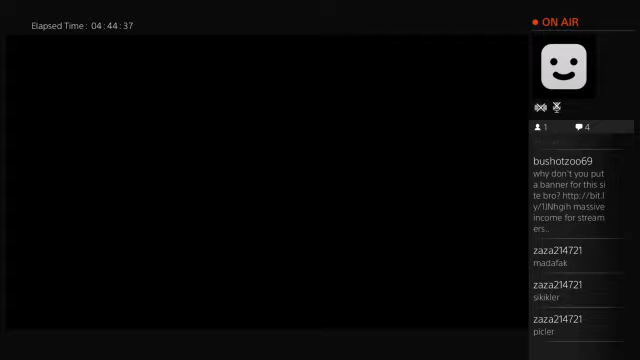 Elapsed Time : 04 : 44 : 37
ON AIR
1
4
bushotzoo69
why don't you put
a banner for this si
te bro? http://bit.l
y/1JNhgih massive
income for stream
ers..
zaza214721
madafak
zaza214721
sikikler
zaza214721
picler